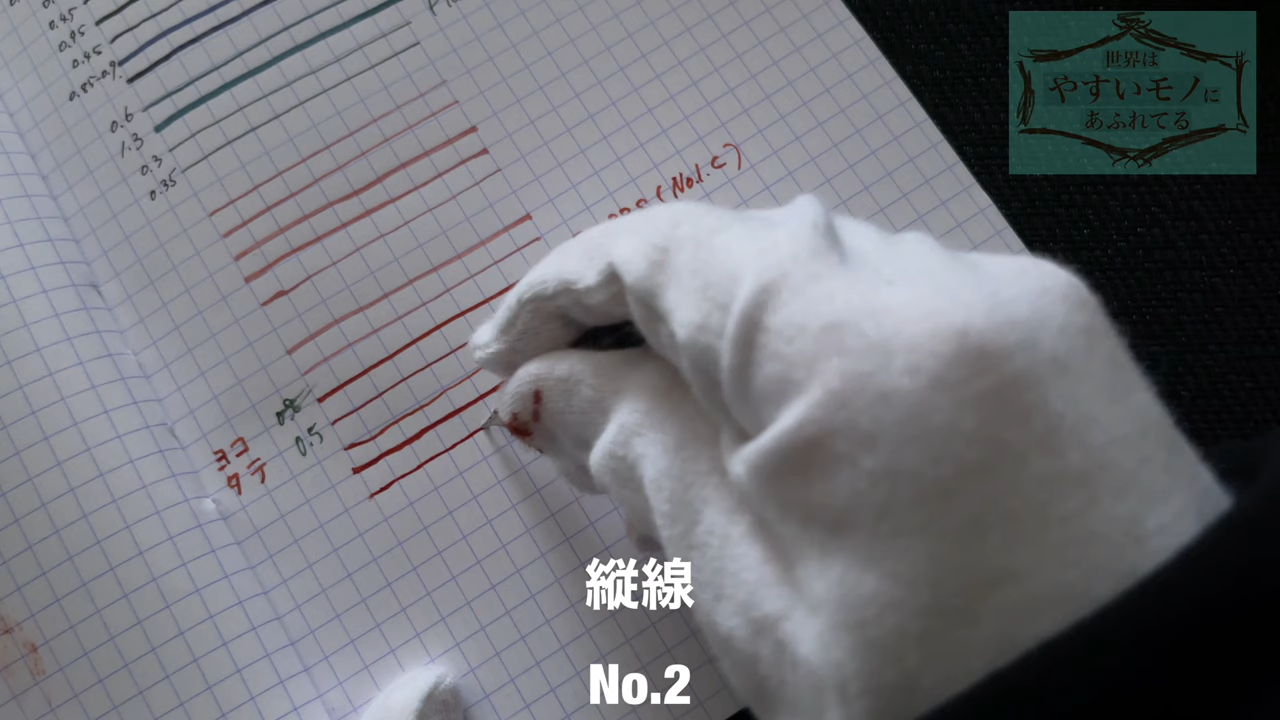 0.45
0.95
0.45
0.85~0.9
0.6
1.3
0.3
0.35
(No.1.C)
0.5
ヨコ
タテ
世界は
やすいモノに
あふれてる
縦線
No.2